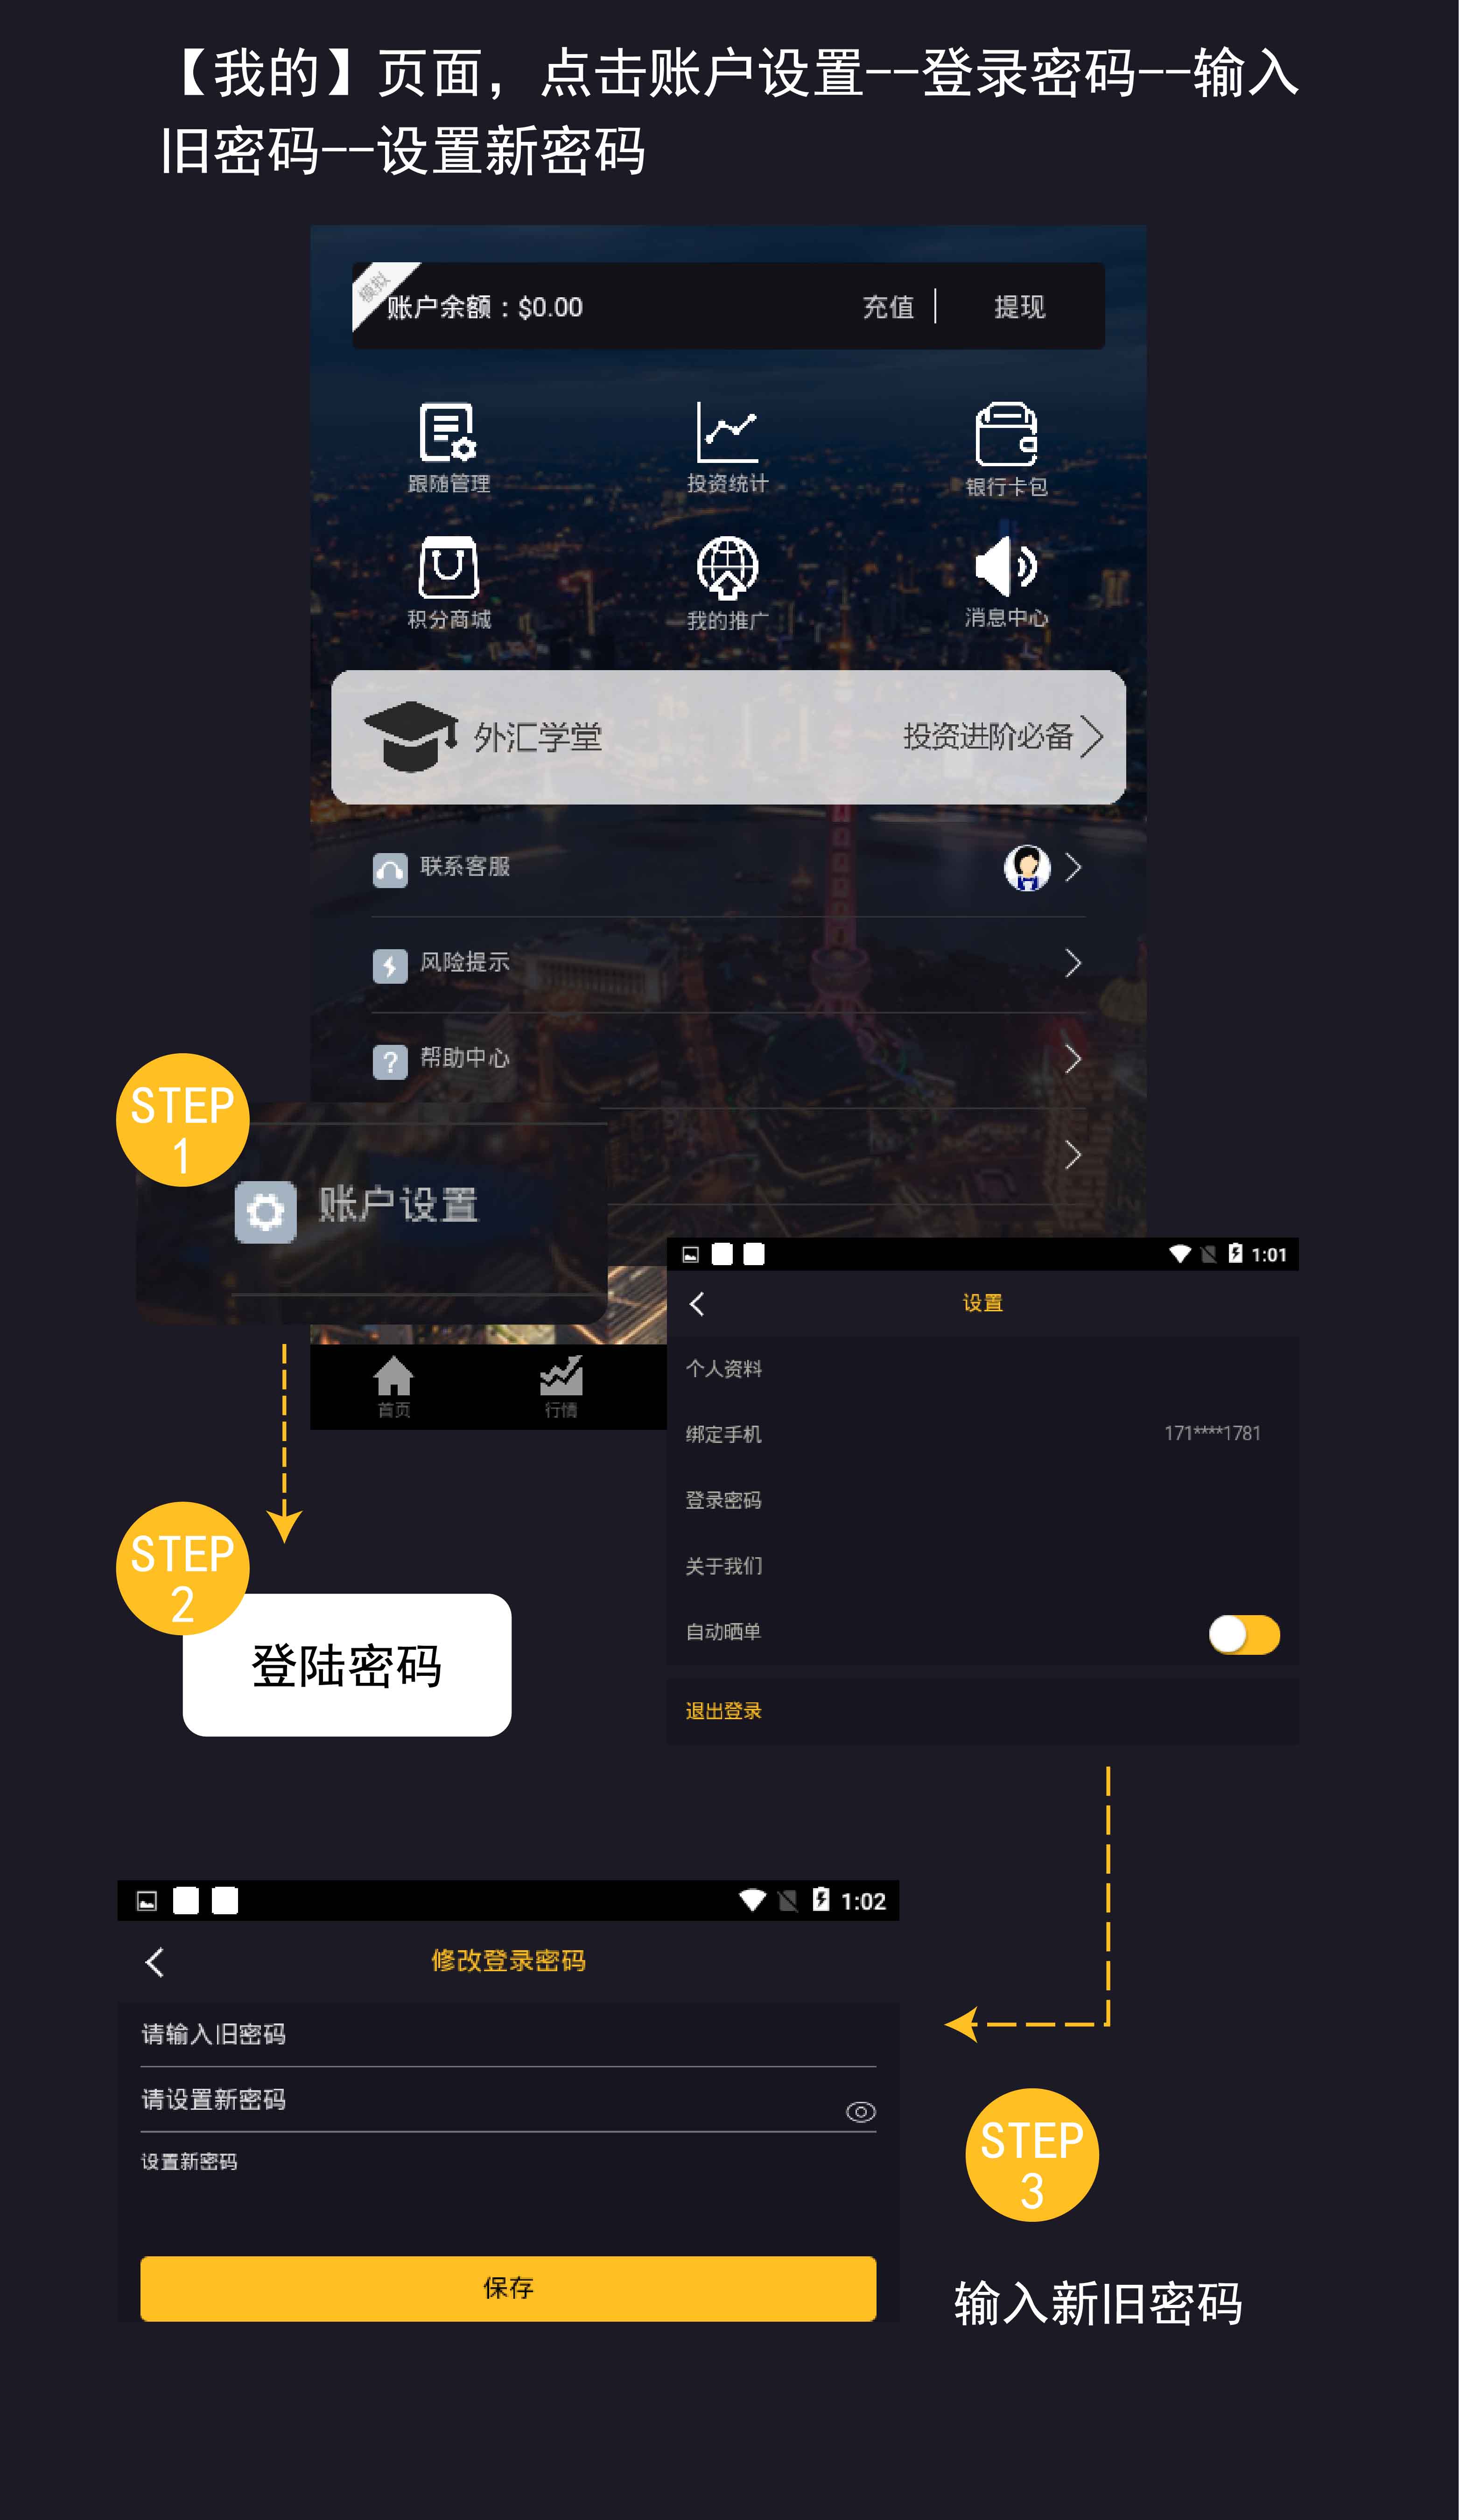 【我的】页面，点击账户设置--登录密码--输入
旧密码--设置新密码
模拟
账户余额：$0.00
充值
提现
跟随管理
投资统计
银行卡包
积分商城
我的推广
消息中心
外汇学堂
投资进阶必备
联系客服
风险提示
帮助中心
STEP
1
账户设置
首页
行情
1:01
设置
个人资料
绑定手机
171****1781
登录密码
关于我们
自动晒单
退出登录
STEP
2
登陆密码
1:02
修改登录密码
请输入旧密码
请设置新密码
设置新密码
保存
STEP
3
输入新旧密码